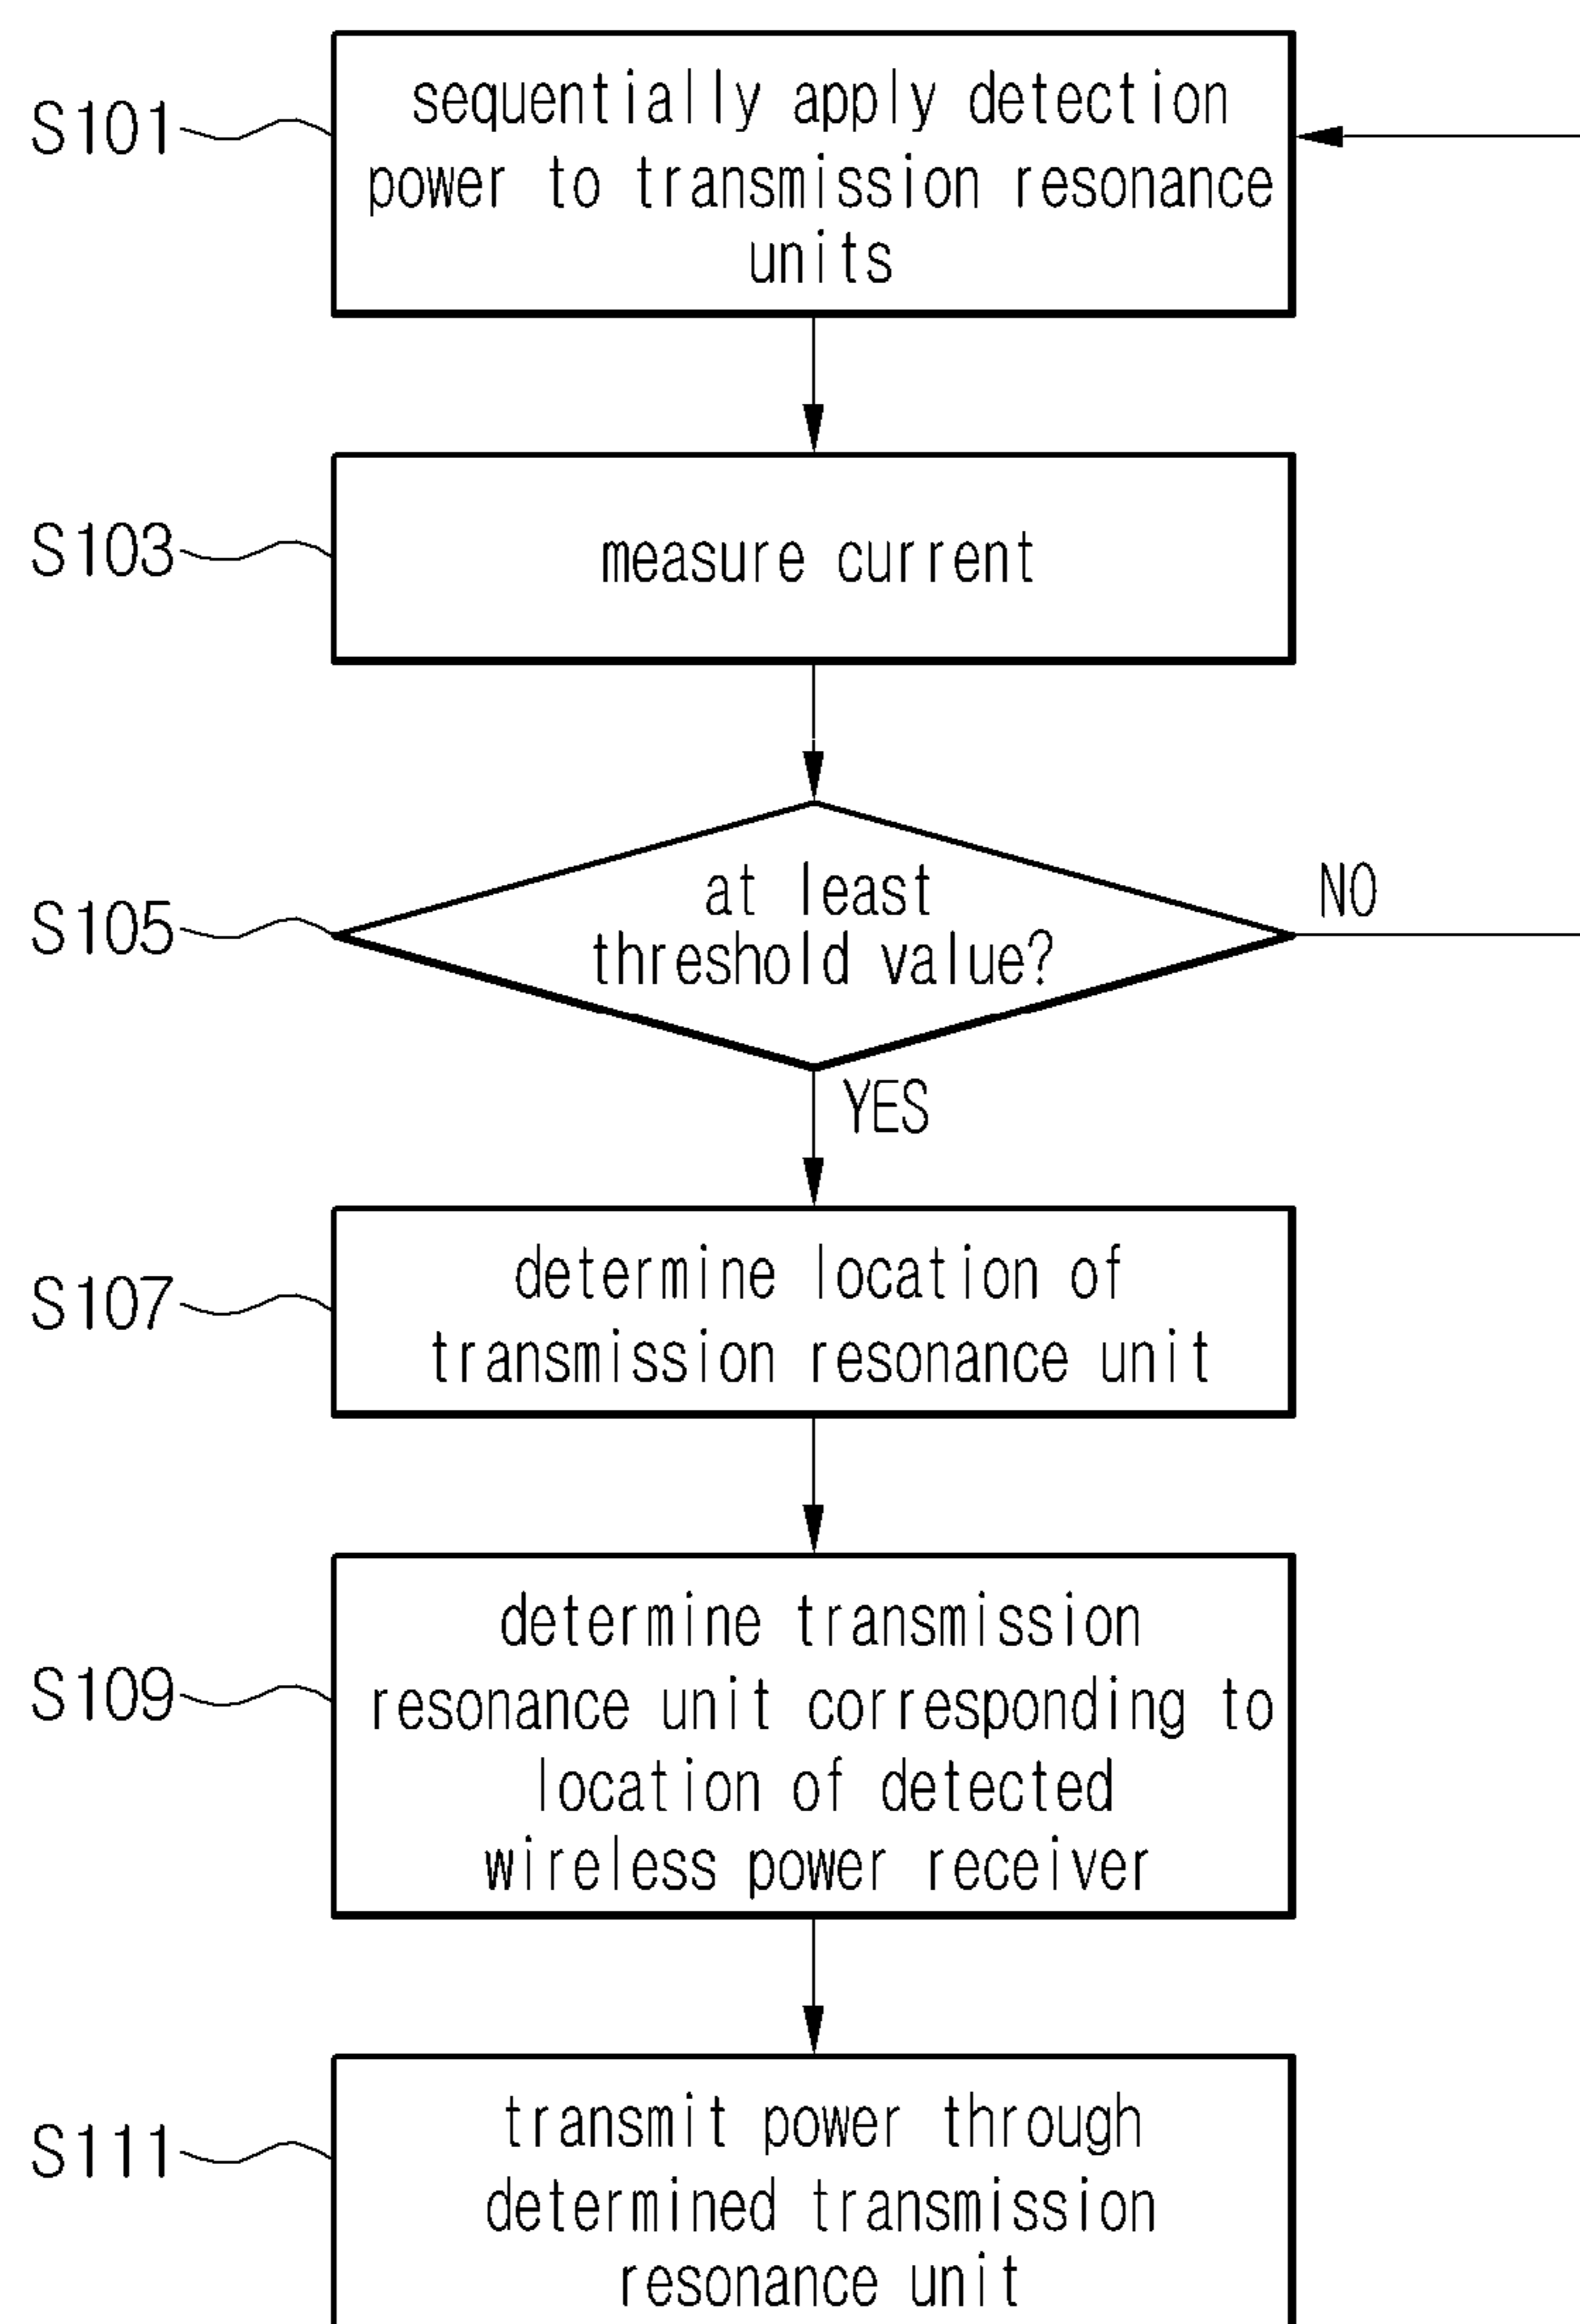 S101
sequentially apply detection
power to transmission resonance
units
S103
measure current
S105
at least
threshold value?
NO
YES
S107
determine location of
transmission resonance unit
S109
determine transmission
resonance unit corresponding to
location of detected
wireless power receiver
S111
transmit power through
determined transmission
resonance unit